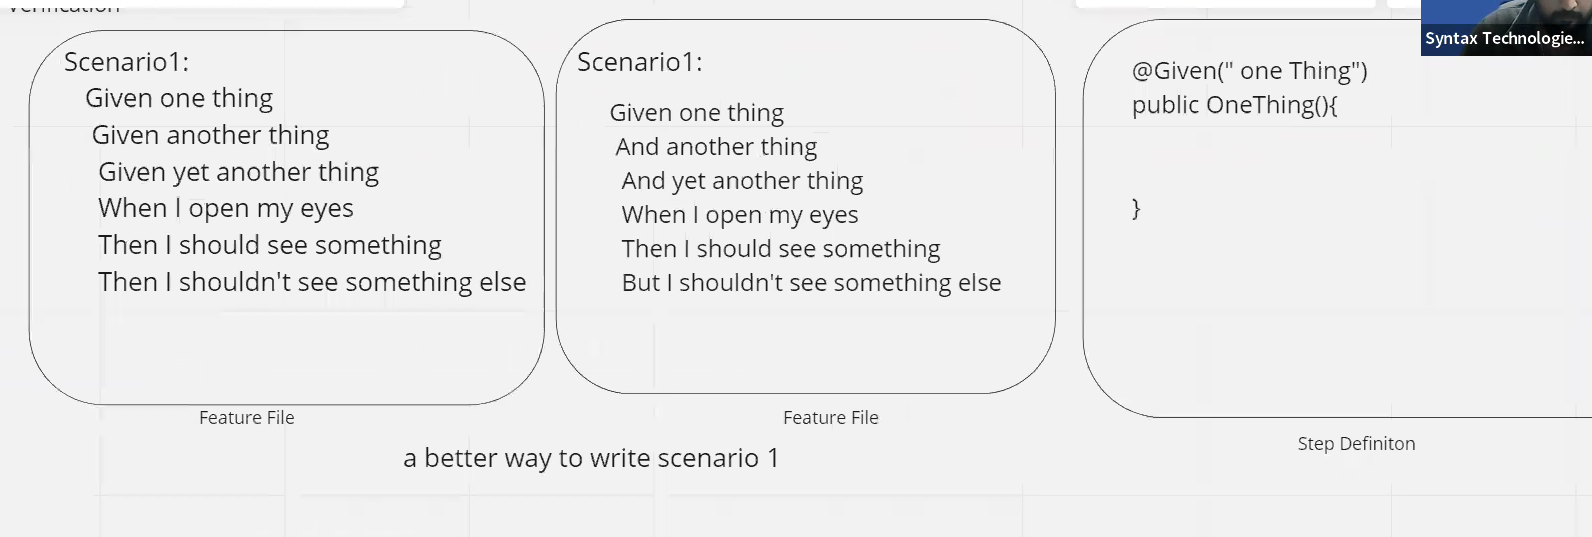 Verification
Scenario1:
Given one thing
Given another thing
Given yet another thing
When I open my eyes
Then I should see something
Then I shouldn't see something else
Feature File
Scenario1:
Given one thing
And another thing
And yet another thing
When I open my eyes
Then I should see something
But I shouldn't see something else
Feature File
a better way to write scenario 1
@Given(" one Thing")
public OneThing(){
}
Step Definiton
Syntax Technologie...